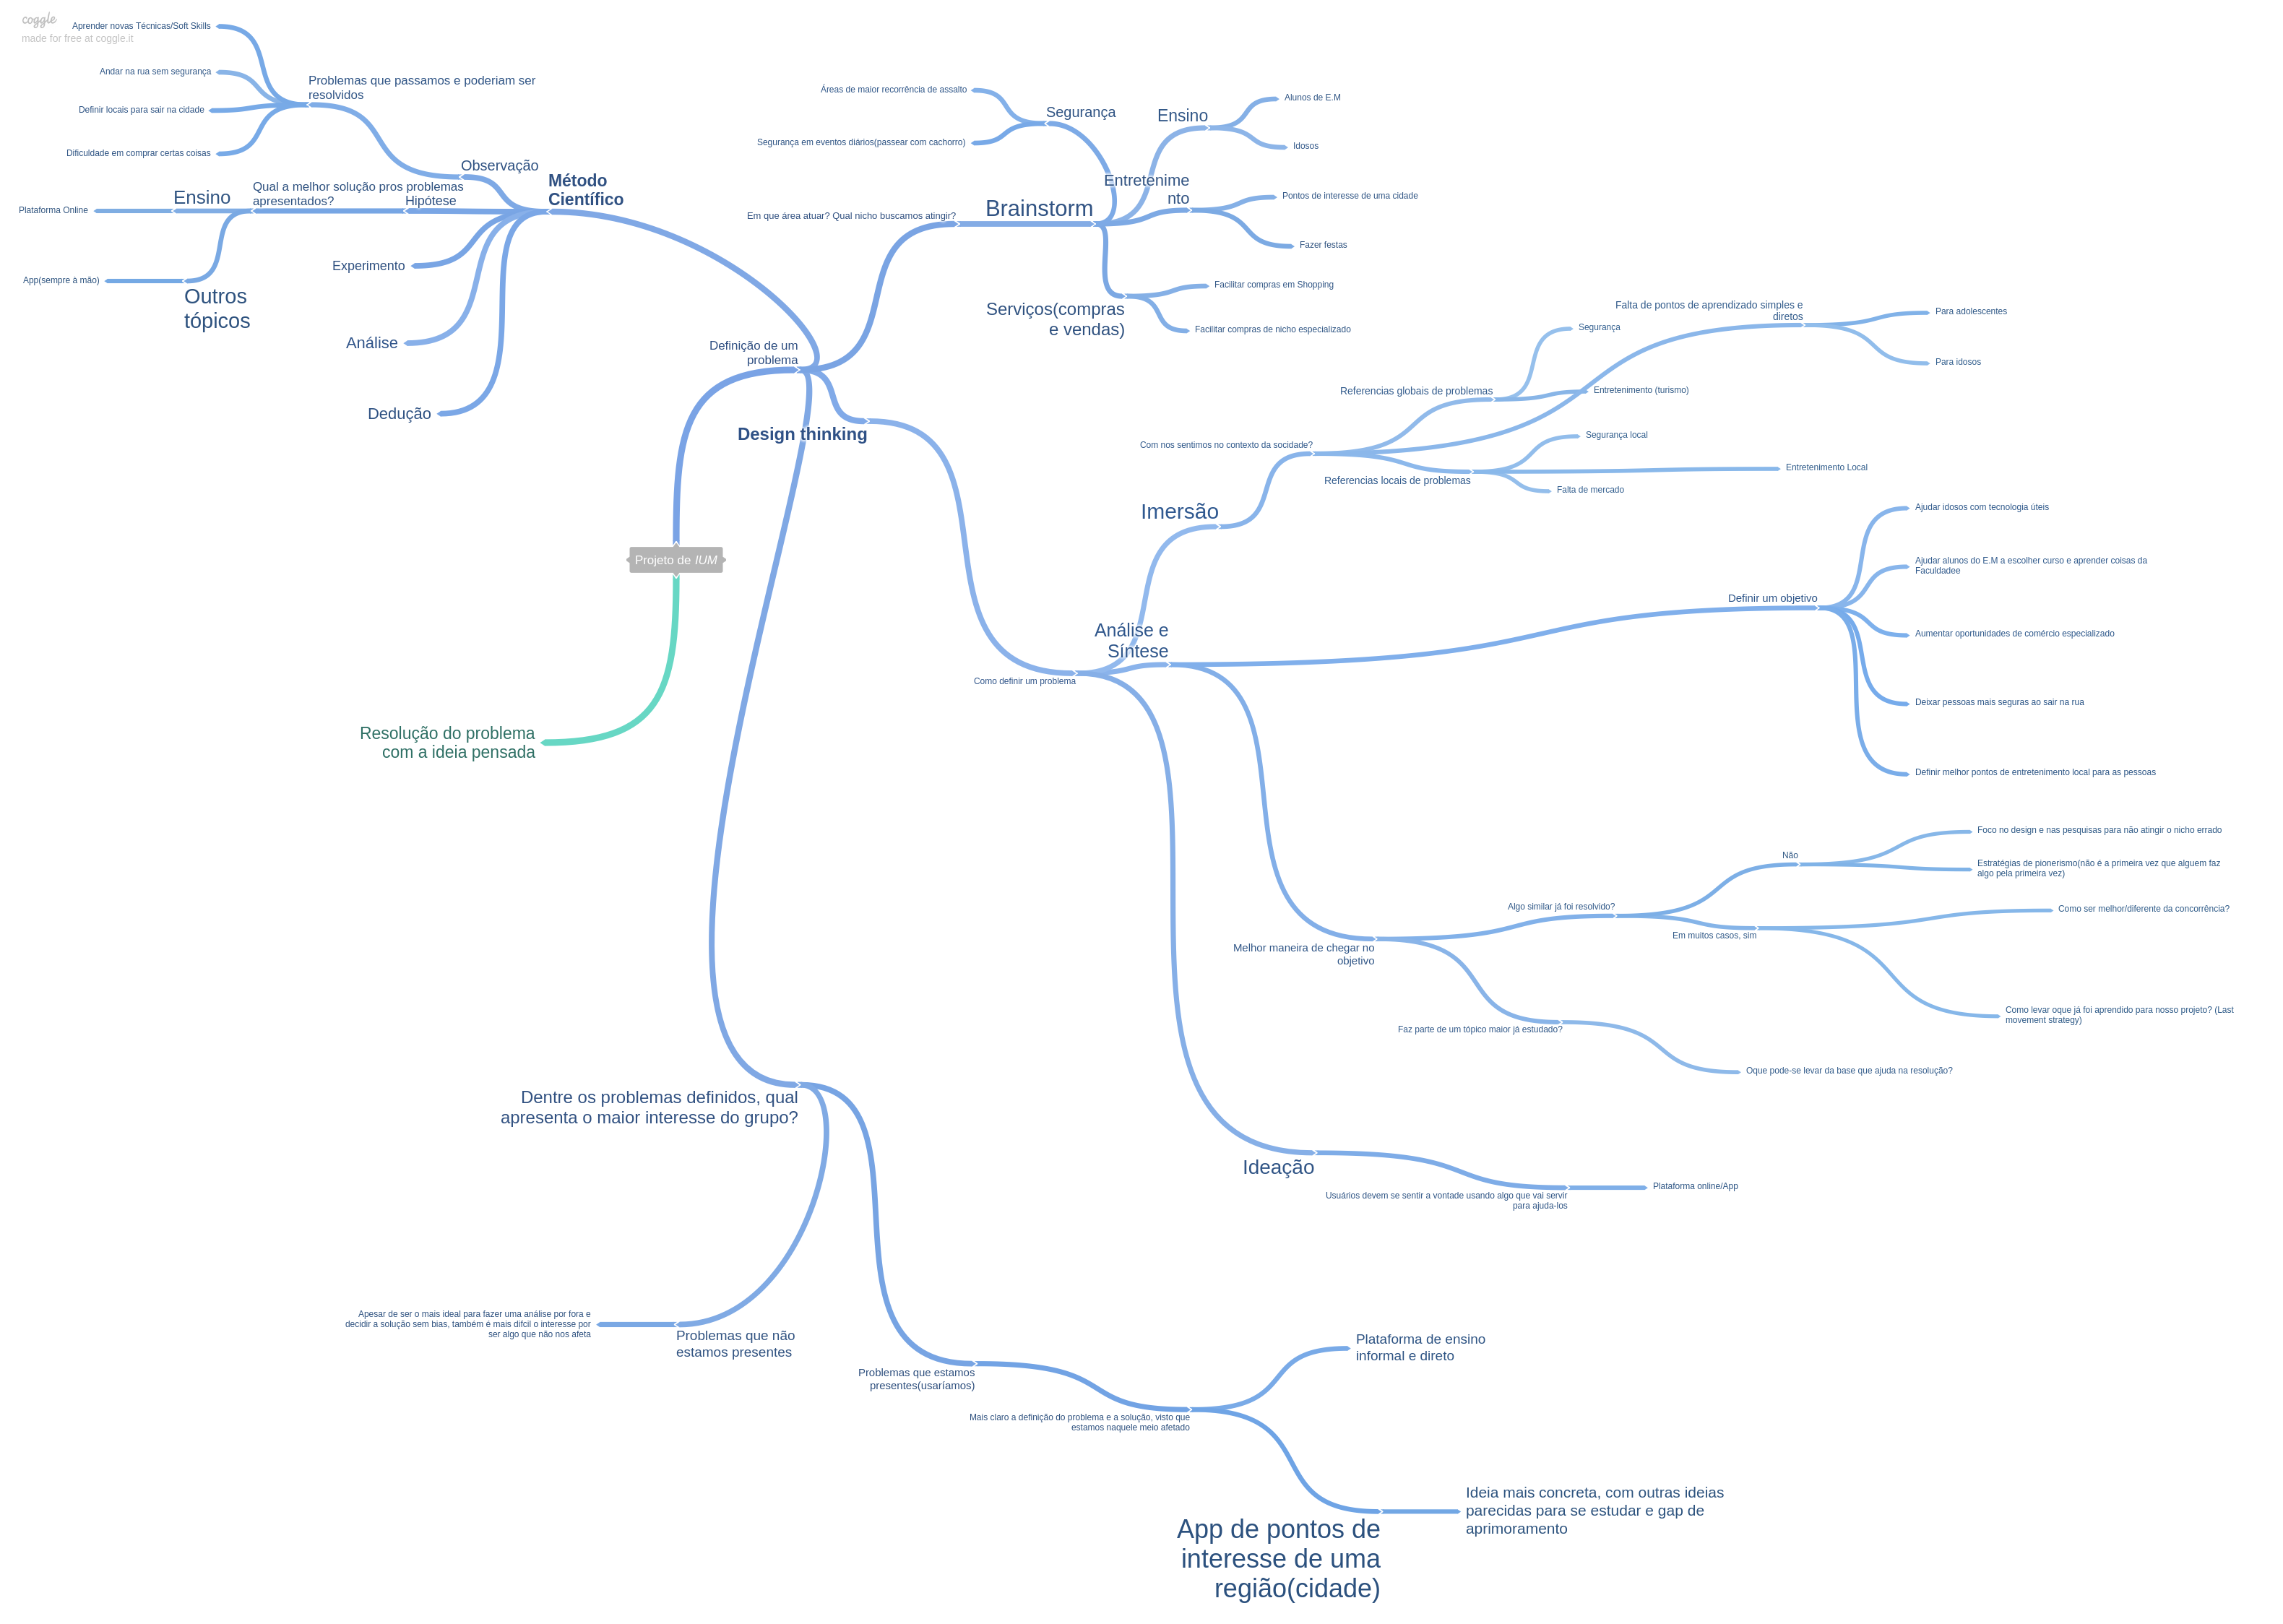 coggle
made for free at coggle.it
Aprender novas Técnicas/Soft Skills
Andar na rua sem segurança
Definir locais para sair na cidade
Dificuldade em comprar certas coisas
Problemas que passamos e poderiam ser
resolvidos
Observação
Método
Científico
Plataforma Online
Ensino
Qual a melhor solução pros problemas
apresentados?
Hipótese
App(sempre à mão)
Outros
tópicos
Experimento
Análise
Dedução
Áreas de maior recorrência de assalto
Segurança em eventos diários(passear com cachorro)
Segurança
Ensino
Alunos de E.M
Idosos
Em que área atuar? Qual nicho buscamos atingir?
Brainstorm
Entretenime
nto
Pontos de interesse de uma cidade
Fazer festas
Serviços(compras
e vendas)
Facilitar compras em Shopping
Facilitar compras de nicho especializado
Definição de um
problema
Design thinking
Projeto de IUM
Resolução do problema
com a ideia pensada
Falta de pontos de aprendizado simples e
diretos
Para adolescentes
Para idosos
Segurança
Referencias globais de problemas
Entretenimento (turismo)
Com nos sentimos no contexto da socidade?
Segurança local
Entretenimento Local
Referencias locais de problemas
Falta de mercado
Imersão
Análise e
Síntese
Como definir um problema
Definir um objetivo
Ajudar idosos com tecnologia úteis
Ajudar alunos do E.M a escolher curso e aprender coisas da
Faculdadee
Aumentar oportunidades de comércio especializado
Deixar pessoas mais seguras ao sair na rua
Definir melhor pontos de entretenimento local para as pessoas
Foco no design e nas pesquisas para não atingir o nicho errado
Não
Estratégias de pionerismo(não é a primeira vez que alguem faz
algo pela primeira vez)
Algo similar já foi resolvido?
Como ser melhor/diferente da concorrência?
Em muitos casos, sim
Melhor maneira de chegar no
objetivo
Como levar oque já foi aprendido para nosso projeto? (Last
movement strategy)
Faz parte de um tópico maior já estudado?
Oque pode-se levar da base que ajuda na resolução?
Dentre os problemas definidos, qual
apresenta o maior interesse do grupo?
Ideação
Usuários devem se sentir a vontade usando algo que vai servir
para ajuda-los
Plataforma online/App
Apesar de ser o mais ideal para fazer uma análise por fora e
decidir a solução sem bias, também é mais difcil o interesse por
ser algo que não nos afeta
Problemas que não
estamos presentes
Problemas que estamos
presentes(usaríamos)
Plataforma de ensino
informal e direto
Mais claro a definição do problema e a solução, visto que
estamos naquele meio afetado
App de pontos de
interesse de uma
região(cidade)
Ideia mais concreta, com outras ideias
parecidas para se estudar e gap de
aprimoramento